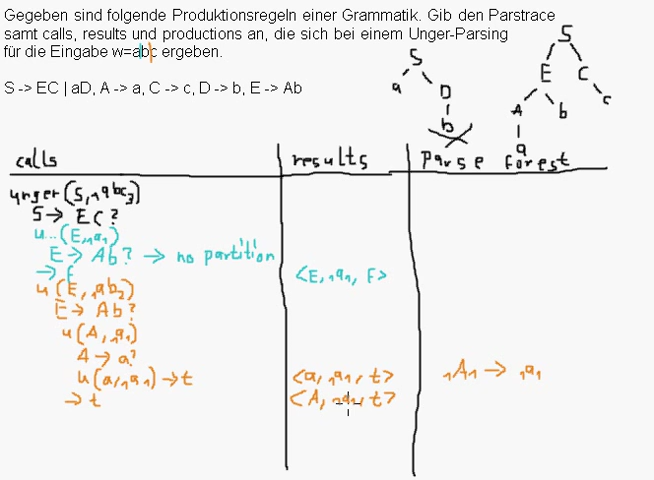 Gegeben sind folgende Produktionsregeln einer Grammatik. Gib den Parstrace
samt calls, results und productions an, die sich bei einem Unger-Parsing
für die Eingabe w=abc ergeben.
S -> EC | aD, A -> a, C -> c, D -> b, E -> Ab
S
a D
b
S
E C
A b c
a
calls results Parse Forest
unger(S,₁abc₃)
S → EC?
u...(E,₁a₁)
E → Ab? → no partition
→ F <E,₁a₁, F>
u(E,₁ab₂)
E → Ab?
u(A,₁a₁)
A → a?
u(a,₁a₁) → t <a,₁a₁,t> ₁A₁ → ₁a₁
→ t <A,₁a₁,t>